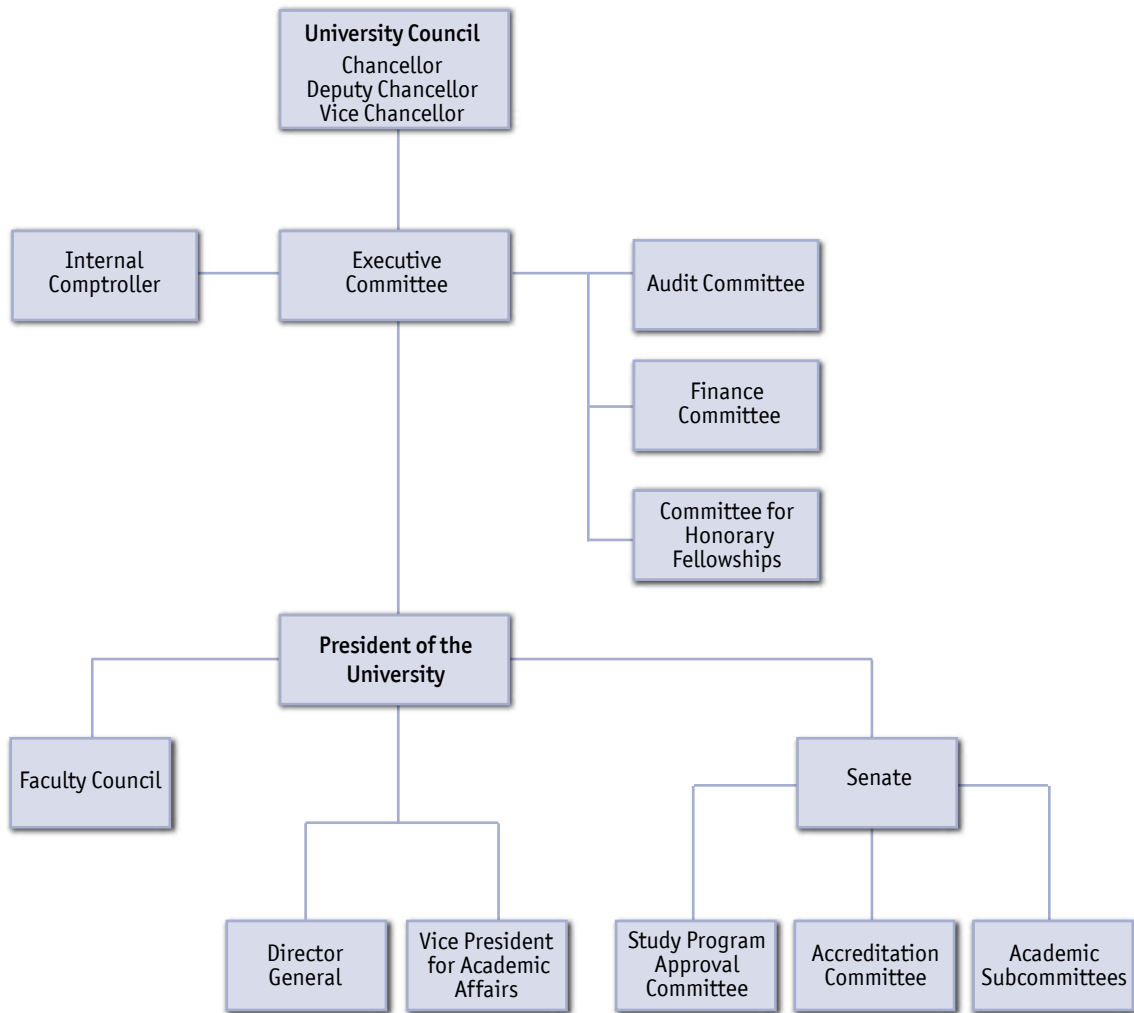 University Council
Chancellor
Deputy Chancellor
Vice Chancellor
Internal
Comptroller
Executive
Committee
Audit Committee
Finance
Committee
Committee for
Honorary
Fellowships
President of the
University
Faculty Council
Senate
Director
General
Vice President
for Academic
Affairs
Study Program
Approval
Committee
Accreditation
Committee
Academic
Subcommittees